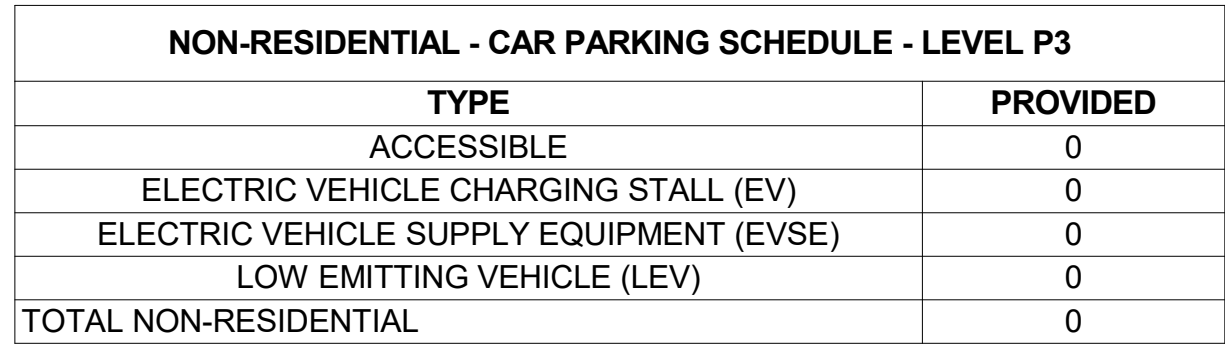 NON-RESIDENTIAL - CAR PARKING SCHEDULE - LEVEL P3
TYPE PROVIDED
ACCESSIBLE 0
ELECTRIC VEHICLE CHARGING STALL (EV) 0
ELECTRIC VEHICLE SUPPLY EQUIPMENT (EVSE) 0
LOW EMITTING VEHICLE (LEV) 0
TOTAL NON-RESIDENTIAL 0